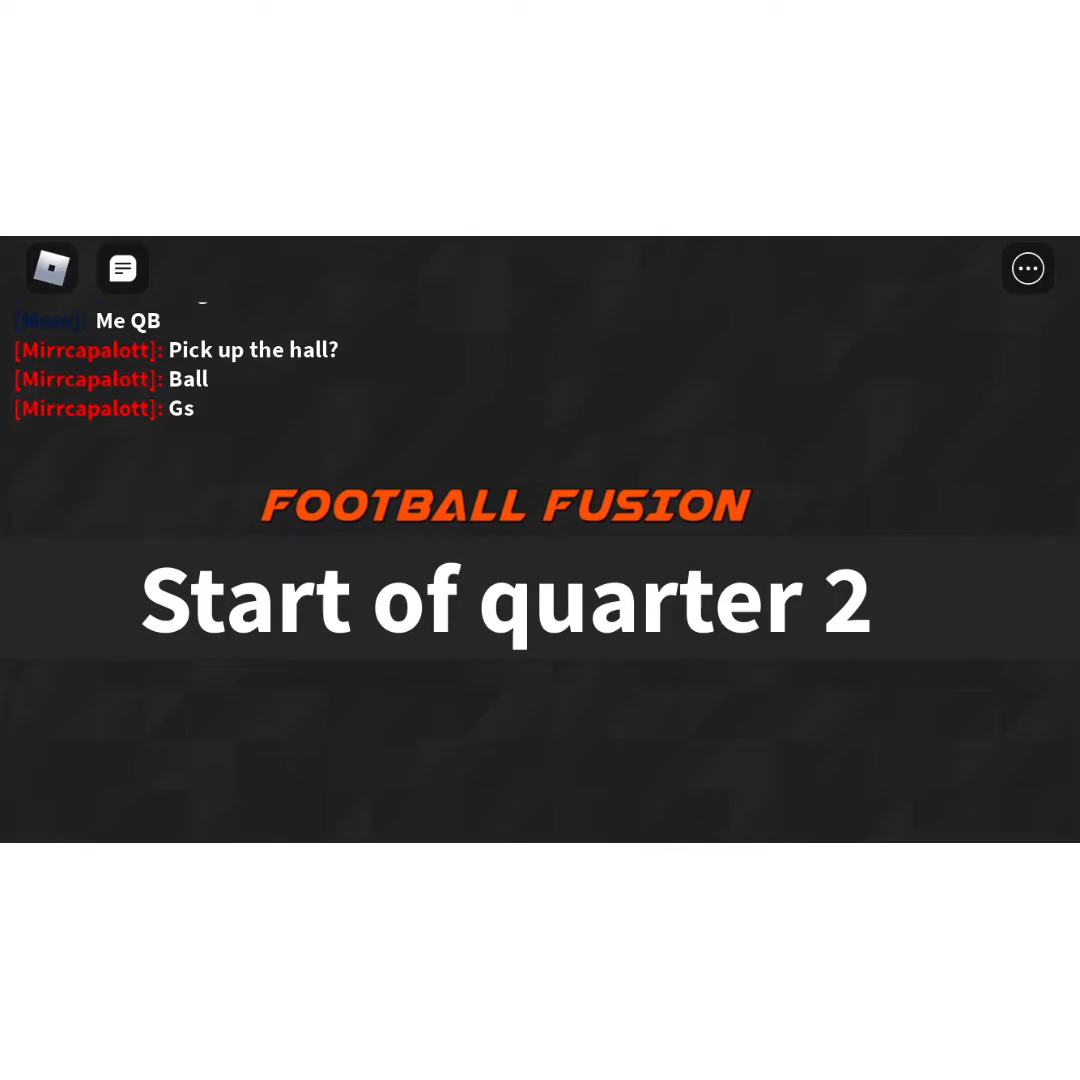 Me QB
[Mirrcapalott]: Pick up the hall?
[Mirrcapalott]: Ball
[Mirrcapalott]: Gs
FOOTBALL FUSION
Start of quarter 2